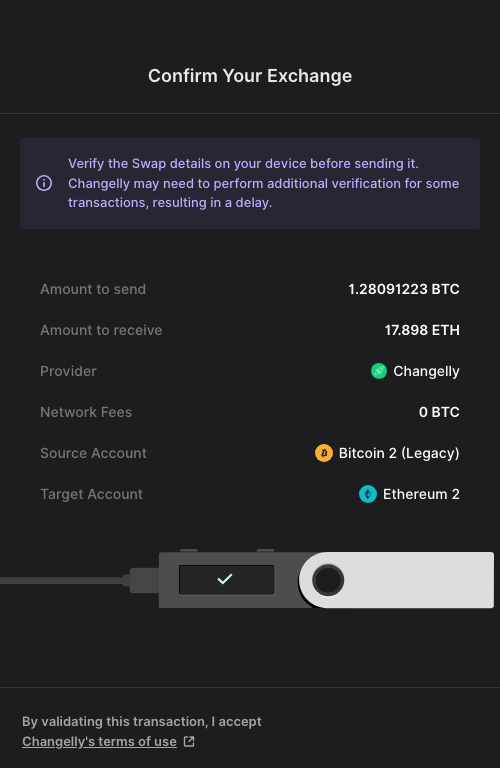 Confirm Your Exchange
Verify the Swap details on your device before sending it.
Changelly may need to perform additional verification for some
transactions, resulting in a delay.
Amount to send 1.28091223 BTC
Amount to receive 17.898 ETH
Provider Changelly
Network Fees 0 BTC
Source Account Bitcoin 2 (Legacy)
Target Account Ethereum 2
By validating this transaction, I accept
Changelly's terms of use